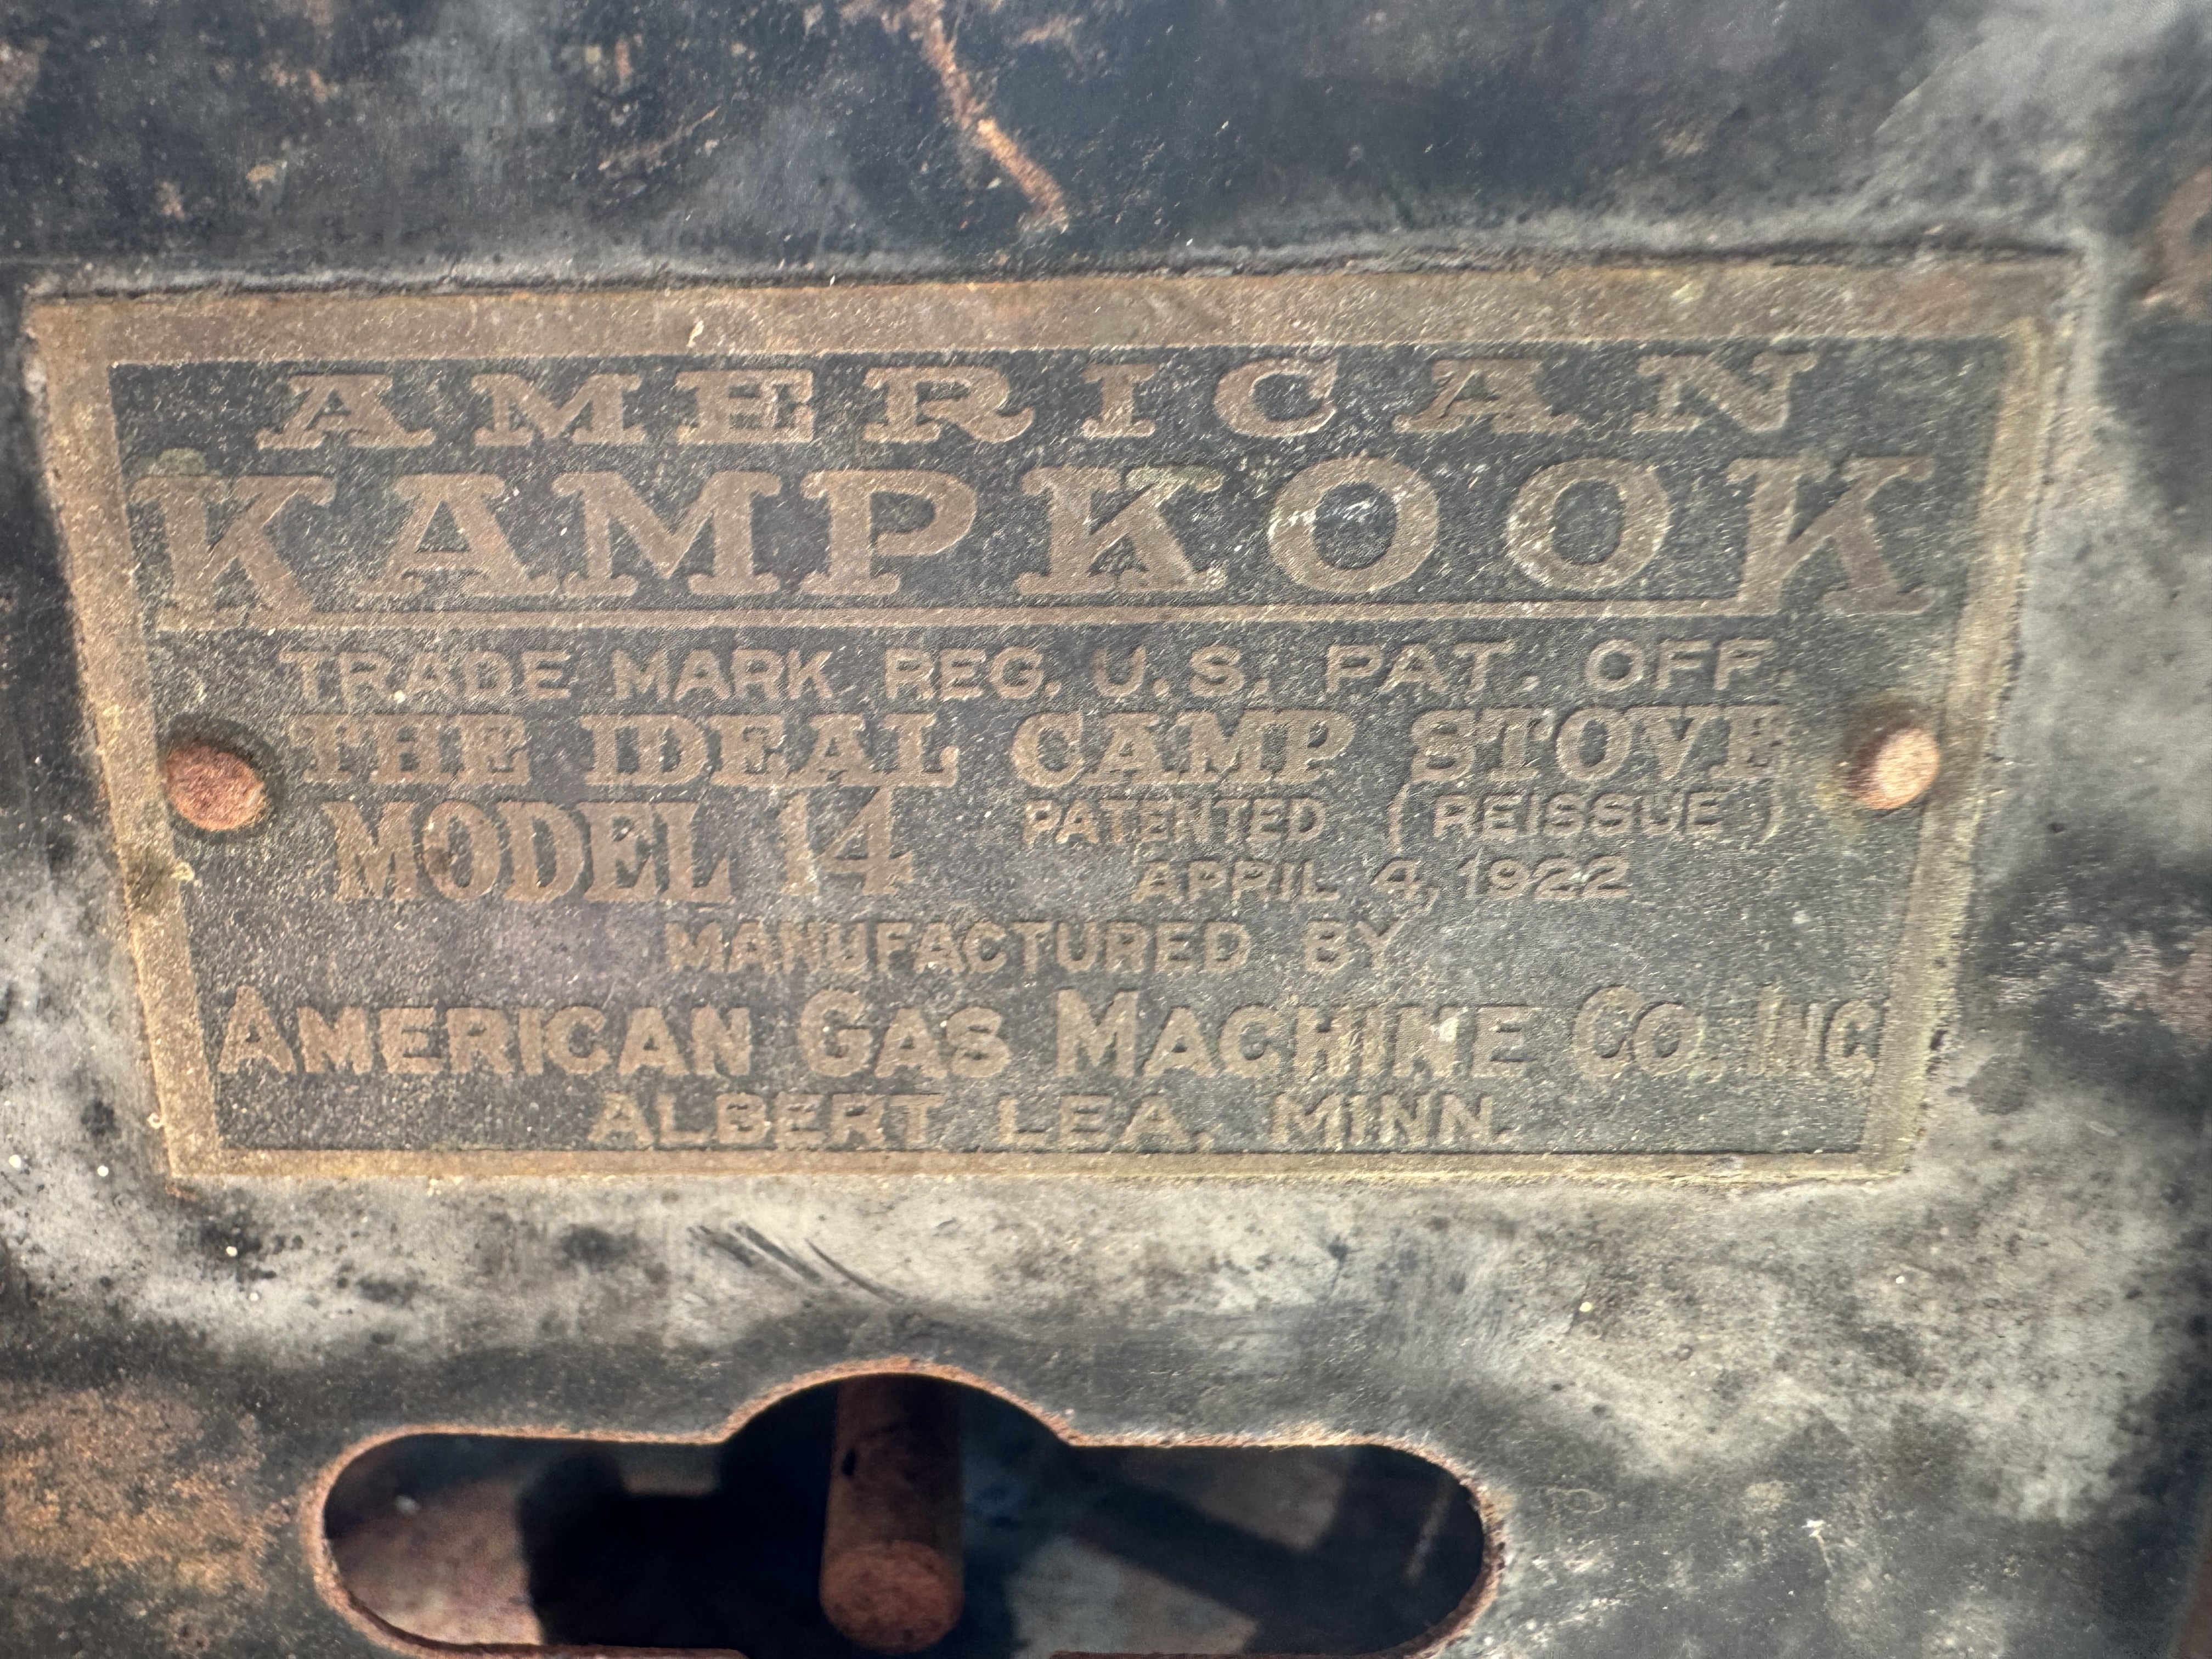 AMERICAN
KAMPKOOK
TRADE MARK REG. U.S. PAT. OFF.
THE IDEAL CAMP STOVE
MODEL 14 PATENTED (REISSUE)
APRIL 4, 1922
MANUFACTURED BY
AMERICAN GAS MACHINE CO. INC
ALBERT LEA, MINN.